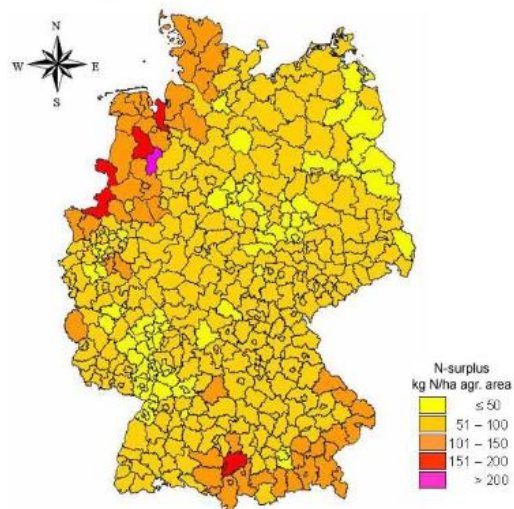 N
W E
S
N-surplus
kg N/ha agr. area
≤ 50
51 – 100
101 – 150
151 – 200
> 200